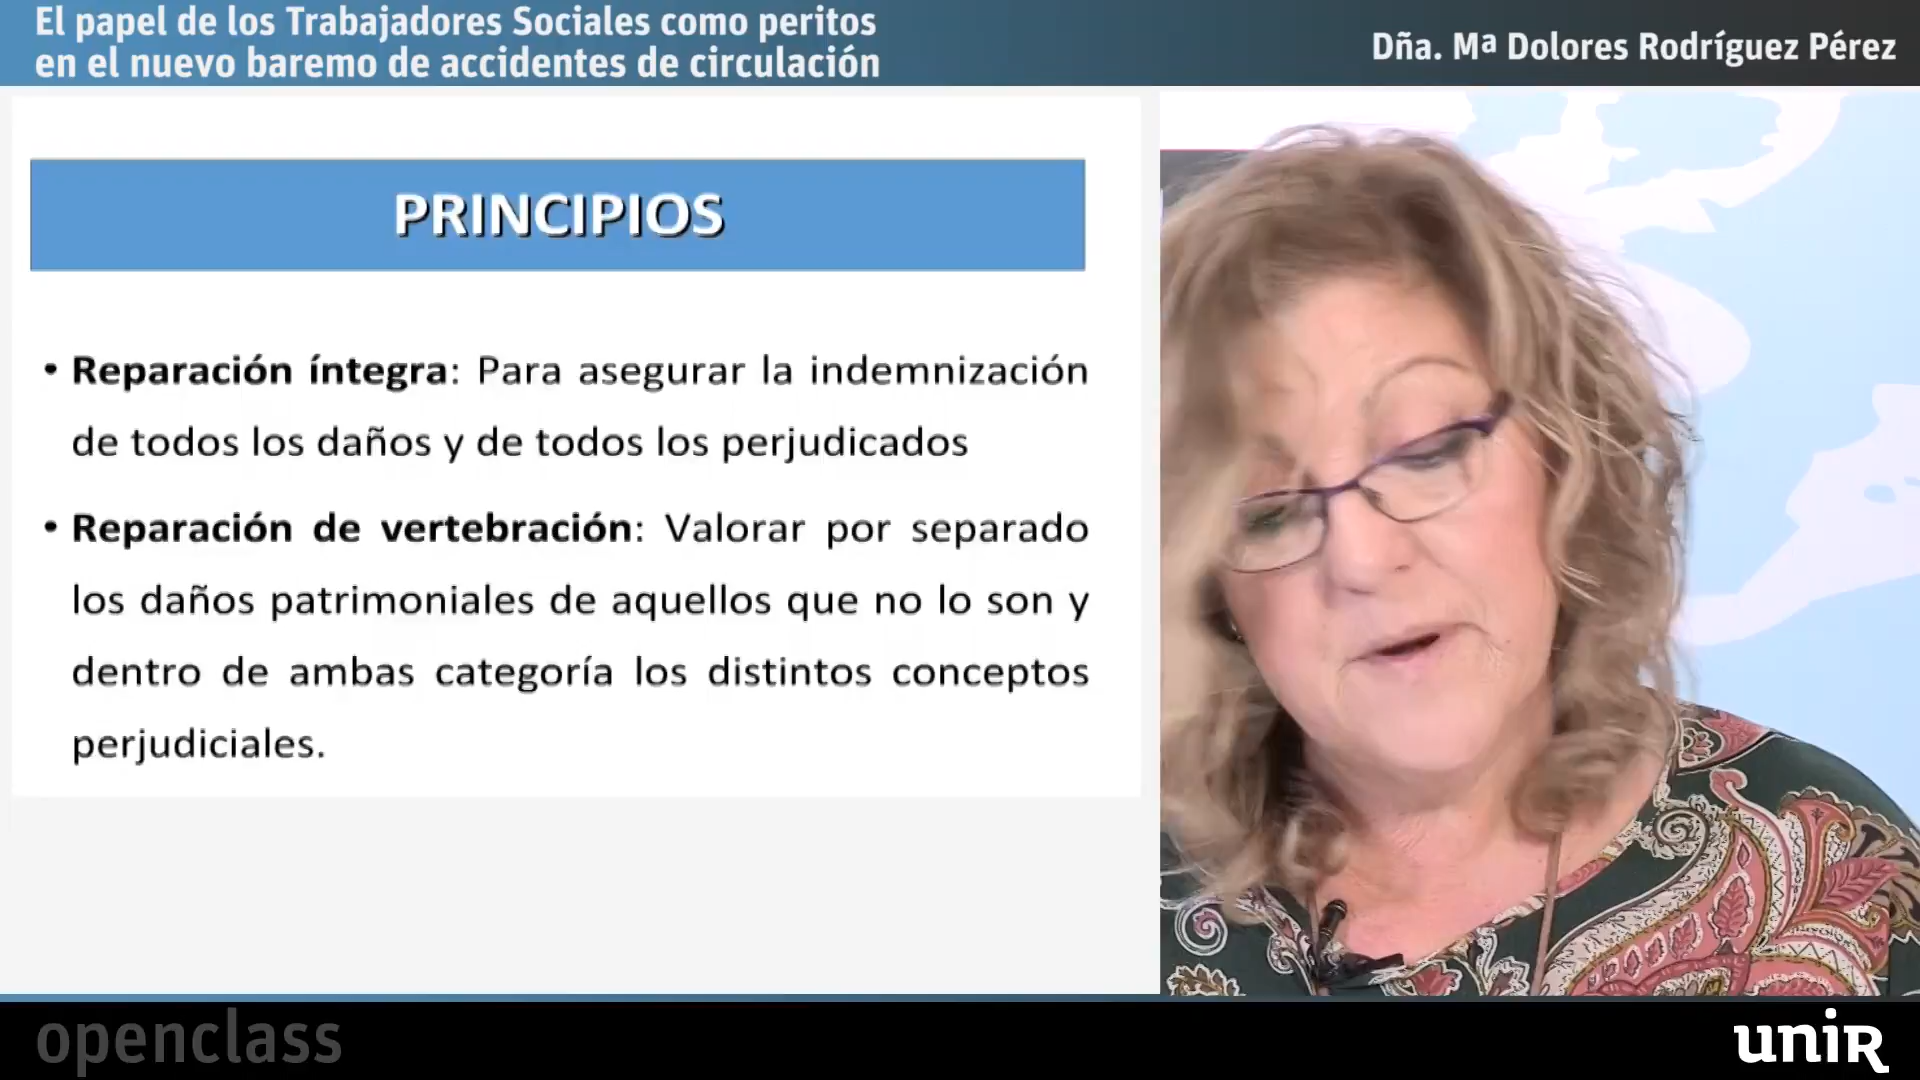 El papel de los Trabajadores Sociales como peritos
en el nuevo baremo de accidentes de circulación
Dña. Mª Dolores Rodríguez Pérez
PRINCIPIOS
• Reparación íntegra: Para asegurar la indemnización
de todos los daños y de todos los perjudicados
• Reparación de vertebración: Valorar por separado
los daños patrimoniales de aquellos que no lo son y
dentro de ambas categoría los distintos conceptos
perjudiciales.
openclass
unir